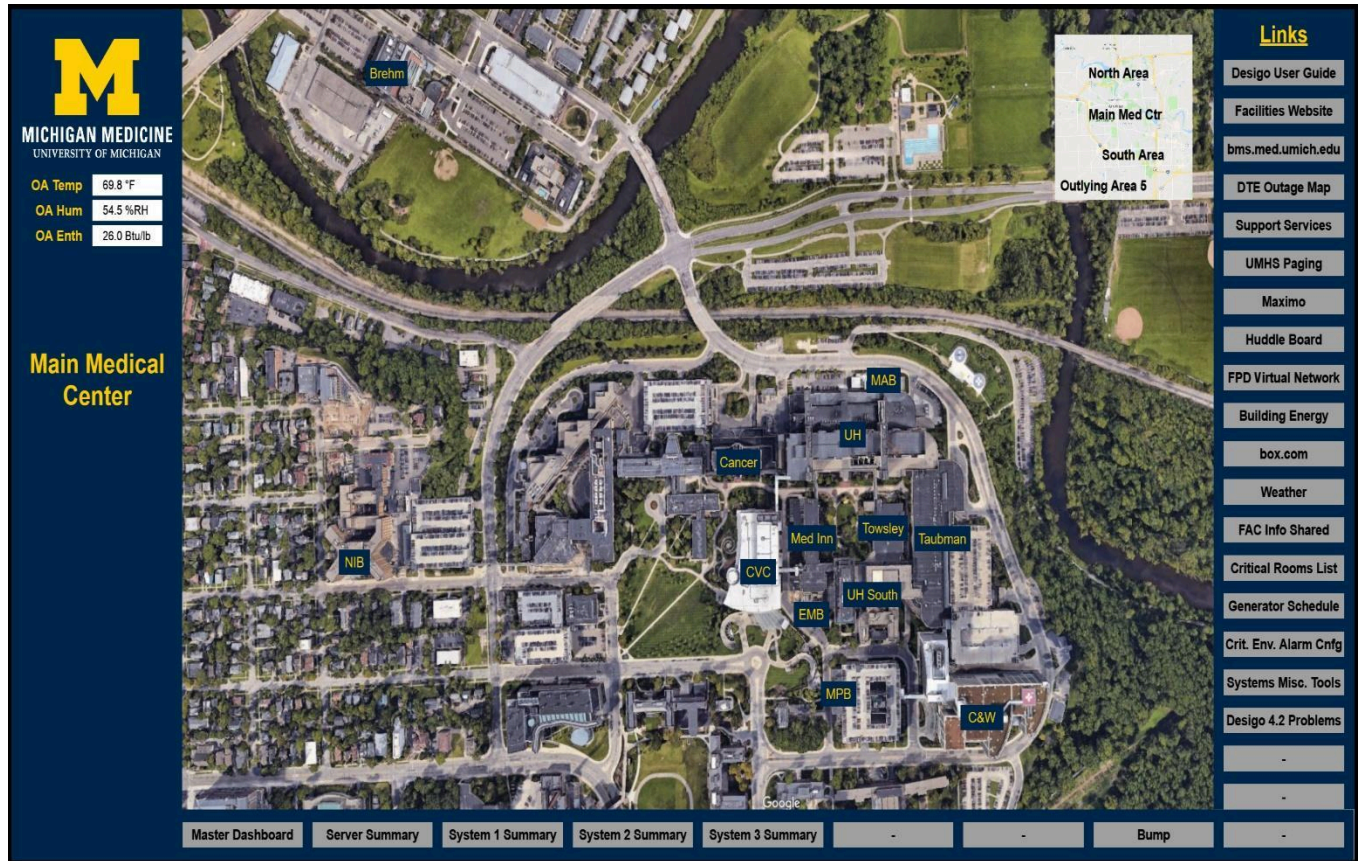 M
MICHIGAN MEDICINE
UNIVERSITY OF MICHIGAN
OA Temp 69.8 °F
OA Hum 54.5 %RH
OA Enth 26.0 Btu/lb
Main Medical
Center
Brehm
North Area
Main Med Ctr
South Area
Outlying Area 5
MAB
UH
Cancer
Med Inn
Towsley
Taubman
NIB
CVC
UH South
EMB
MPB
C&W
Google
Links
Desigo User Guide
Facilities Website
bms.med.umich.edu
DTE Outage Map
Support Services
UMHS Paging
Maximo
Huddle Board
FPD Virtual Network
Building Energy
box.com
Weather
FAC Info Shared
Critical Rooms List
Generator Schedule
Crit. Env. Alarm Cnfg
Systems Misc. Tools
Desigo 4.2 Problems
-
-
Master Dashboard Server Summary System 1 Summary System 2 Summary System 3 Summary - - Bump -